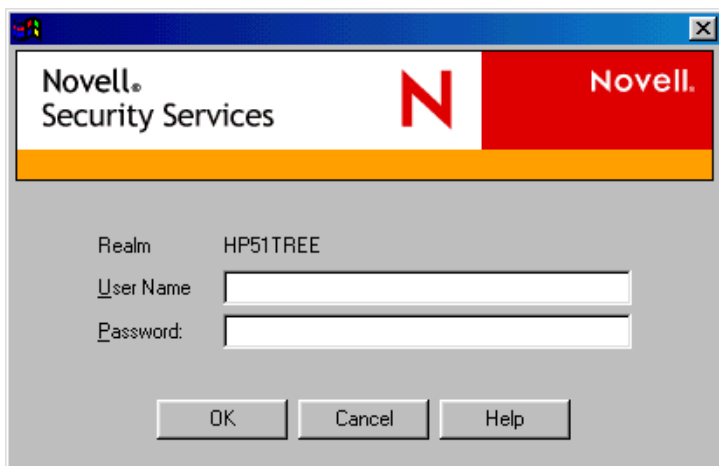 Novell®
Security Services
N
Novell.
Realm HP51TREE
User Name
Password:
OK Cancel Help